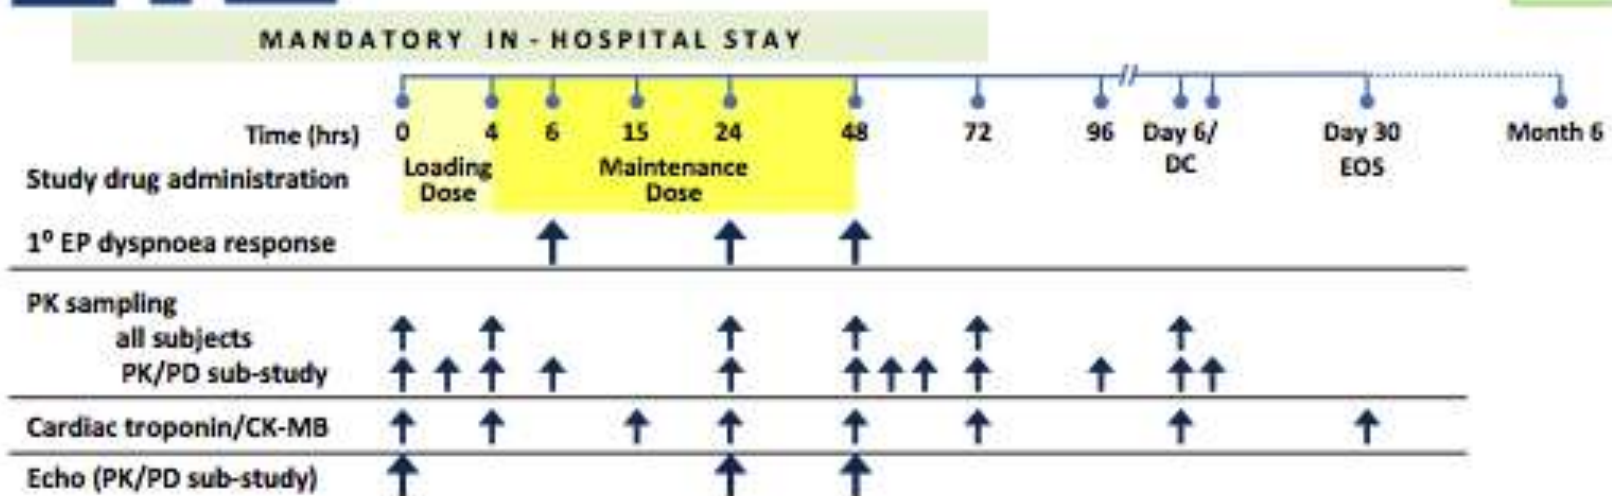 MANDATORY IN-HOSPITAL STAY
Time (hrs) 0 4 6 15 24 48 72 96 Day 6/ DC Day 30 EOS Month 6
Study drug administration Loading Dose Maintenance Dose
1º EP dyspnoea response
PK sampling
all subjects
PK/PD sub-study
Cardiac troponin/CK-MB
Echo (PK/PD sub-study)